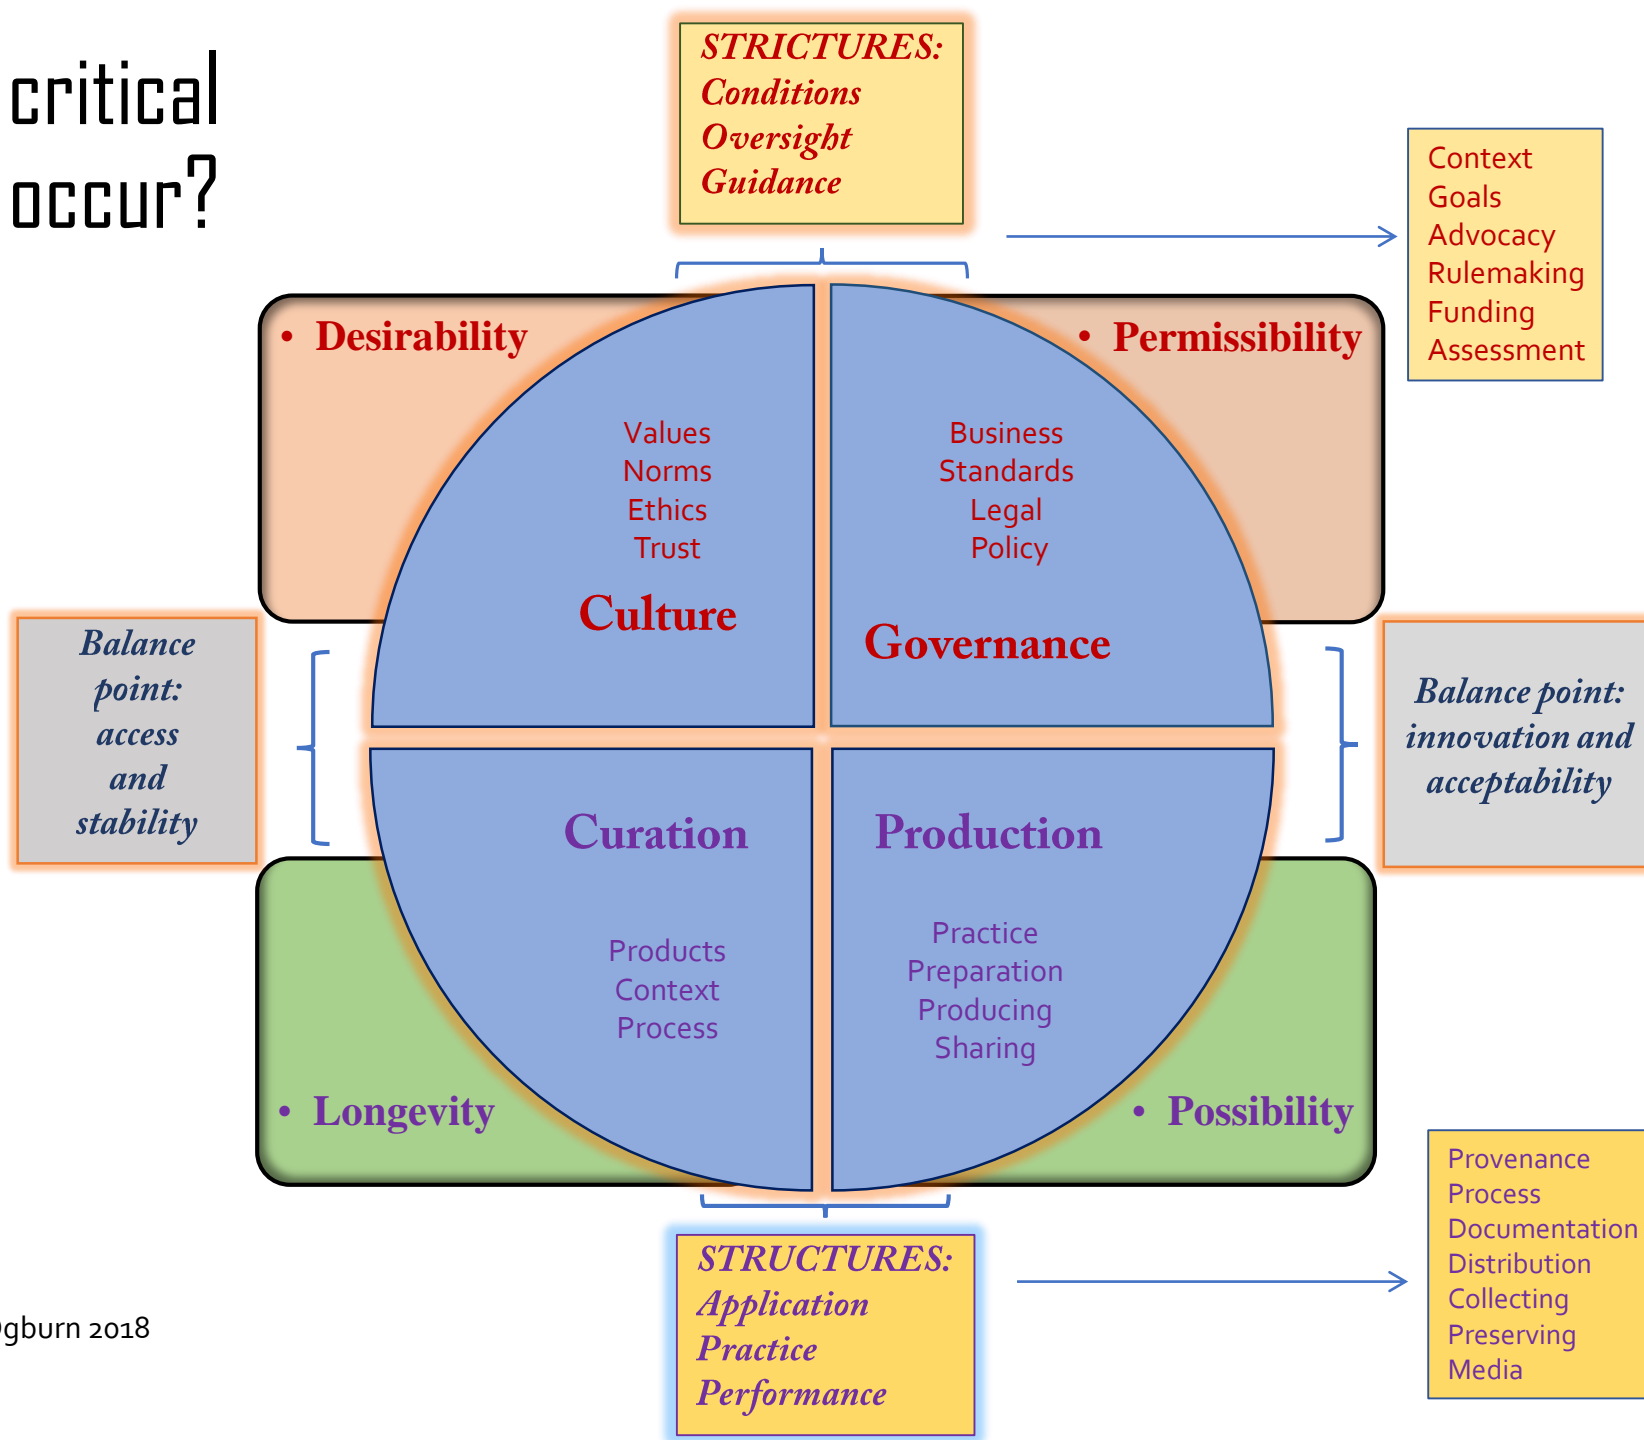 critical
occur?
STRICTURES:
Conditions
Oversight
Guidance
Context
Goals
Advocacy
Rulemaking
Funding
Assessment
• Desirability
• Permissibility
Values
Norms
Ethics
Trust
Culture
Business
Standards
Legal
Policy
Governance
Balance
point:
access
and
stability
Balance point:
innovation and
acceptability
Curation
Products
Context
Process
Production
Practice
Preparation
Producing
Sharing
• Longevity
• Possibility
STRUCTURES:
Application
Practice
Performance
Provenance
Process
Documentation
Distribution
Collecting
Preserving
Media
Ogburn 2018